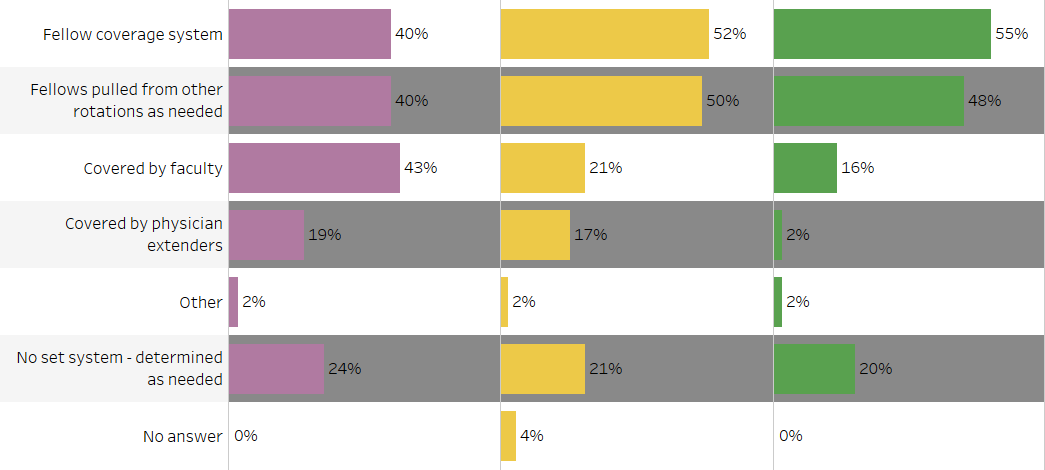 Fellow coverage system 40% 52% 55%
Fellows pulled from other
rotations as needed 40% 50% 48%
Covered by faculty 43% 21% 16%
Covered by physician
extenders 19% 17% 2%
Other 2% 2% 2%
No set system - determined
as needed 24% 21% 20%
No answer 0% 4% 0%